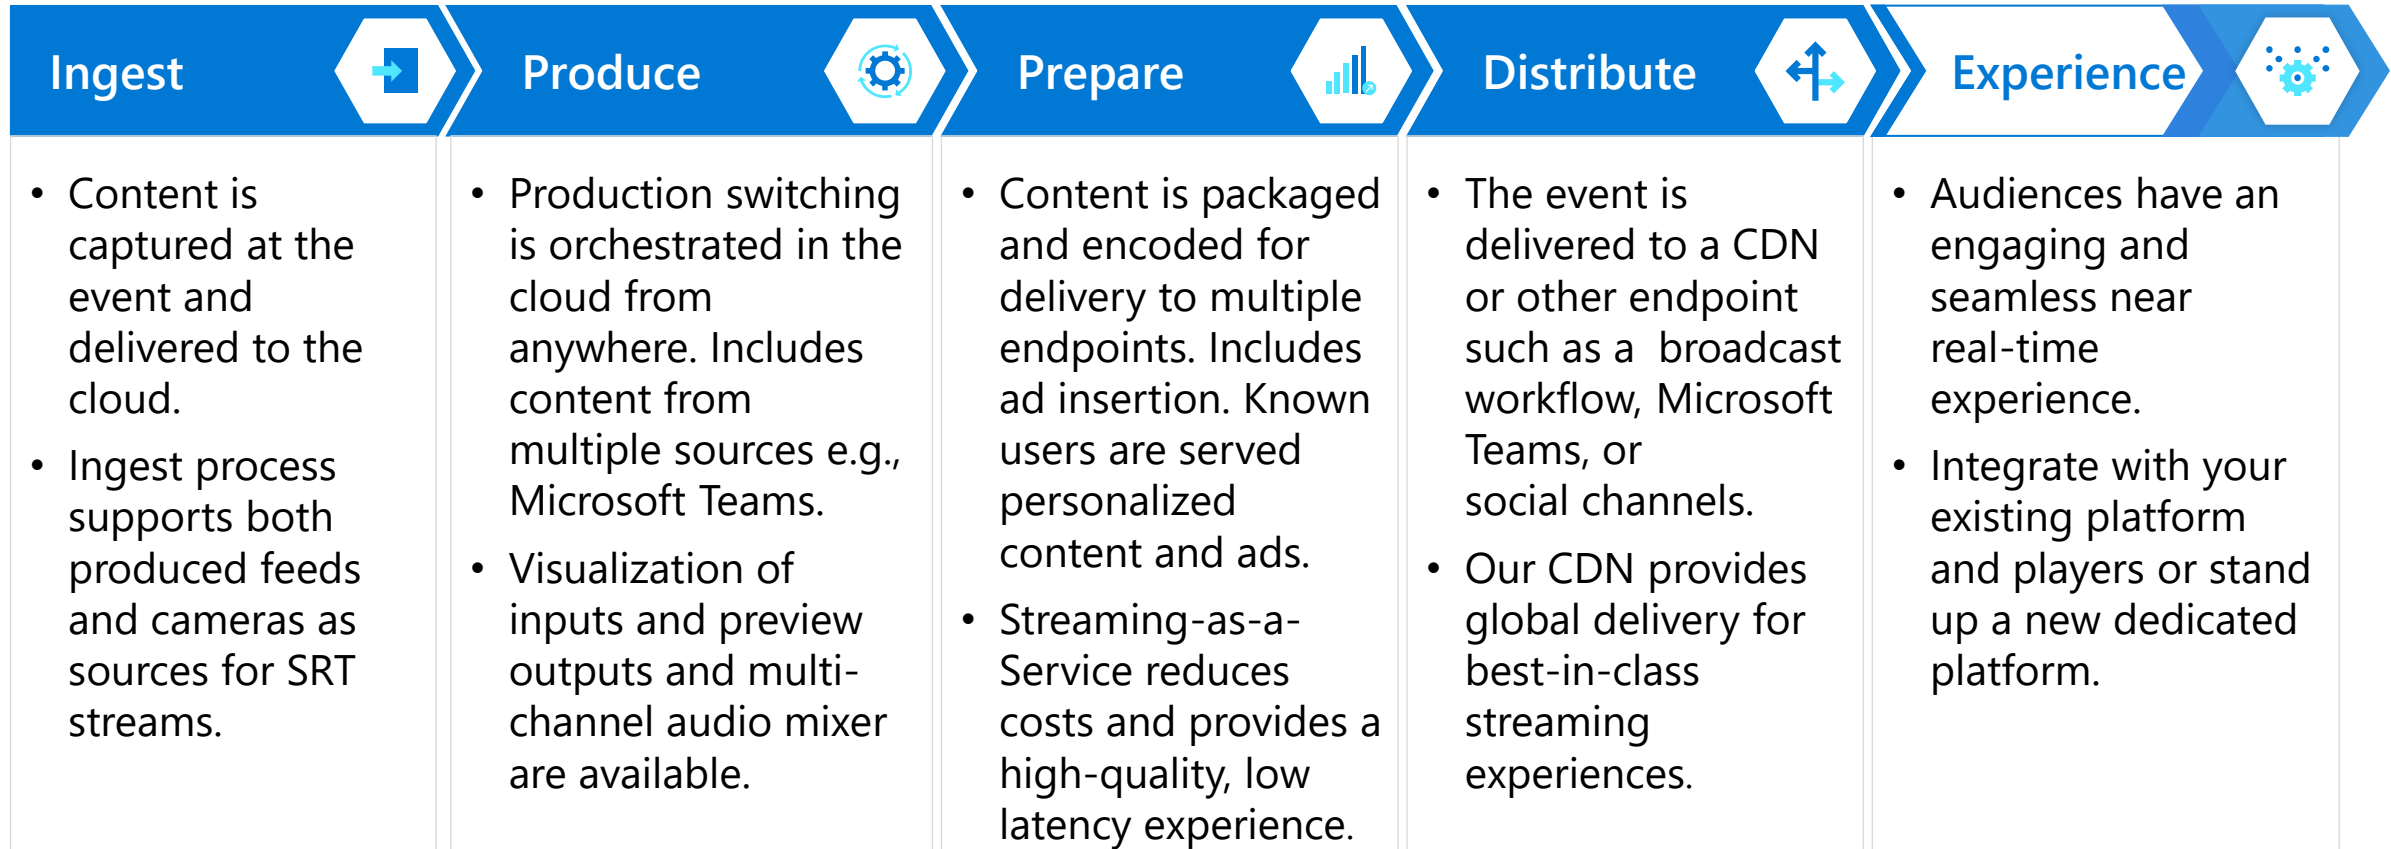 Ingest
• Content is
captured at the
event and
delivered to the
cloud.
• Ingest process
supports both
produced feeds
and cameras as
sources for SRT
streams.
Produce
• Production switching
is orchestrated in the
cloud from
anywhere. Includes
content from
multiple sources e.g.,
Microsoft Teams.
• Visualization of
inputs and preview
outputs and multi-
channel audio mixer
are available.
Prepare
• Content is packaged
and encoded for
delivery to multiple
endpoints. Includes
ad insertion. Known
users are served
personalized
content and ads.
• Streaming-as-a-
Service reduces
costs and provides a
high-quality, low
latency experience.
Distribute
• The event is
delivered to a CDN
or other endpoint
such as a  broadcast
workflow, Microsoft
Teams, or
social channels.
• Our CDN provides
global delivery for
best-in-class
streaming
experiences.
Experience
• Audiences have an
engaging and
seamless near
real-time
experience.
• Integrate with your
existing platform
and players or stand
up a new dedicated
platform.